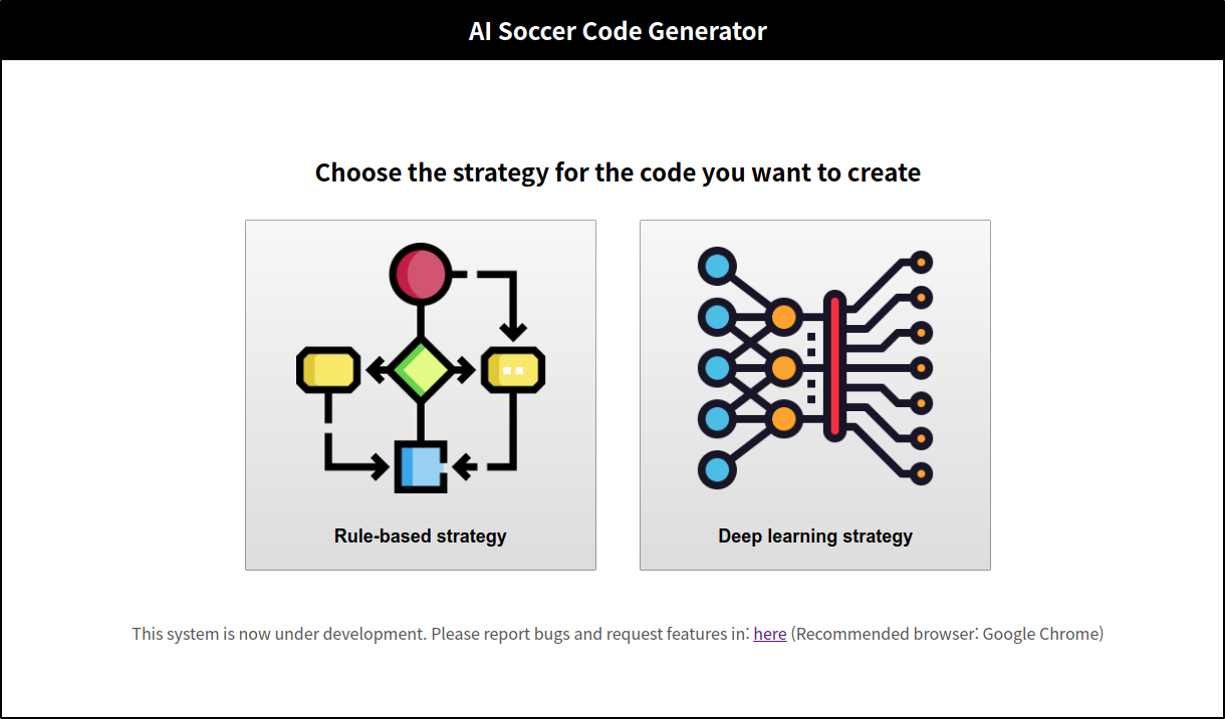 AI Soccer Code Generator
Choose the strategy for the code you want to create
Rule-based strategy
Deep learning strategy
This system is now under development. Please report bugs and request features in: here (Recommended browser: Google Chrome)